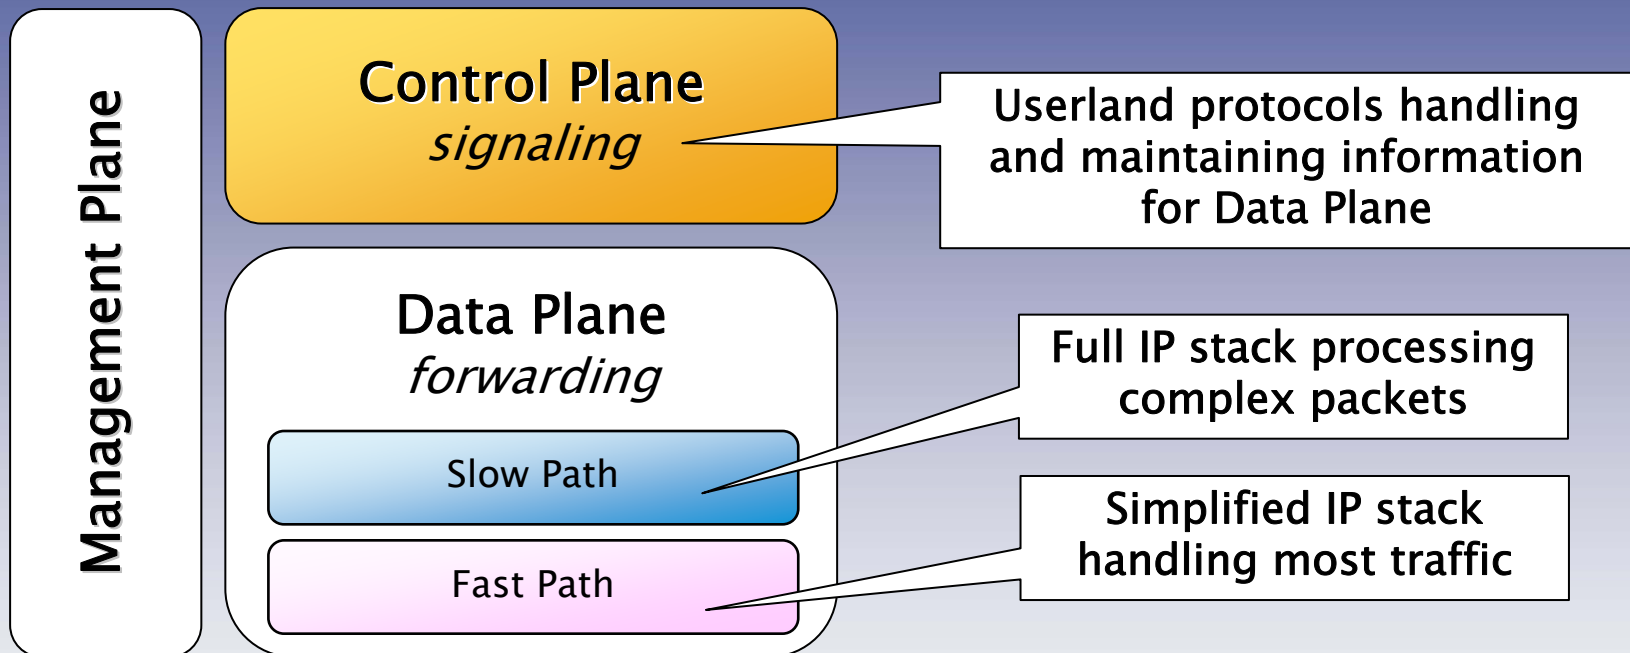 Management Plane
Control Plane
signaling
Userland protocols handling
and maintaining information
for Data Plane
Data Plane
forwarding
Full IP stack processing
complex packets
Slow Path
Simplified IP stack
handling most traffic
Fast Path